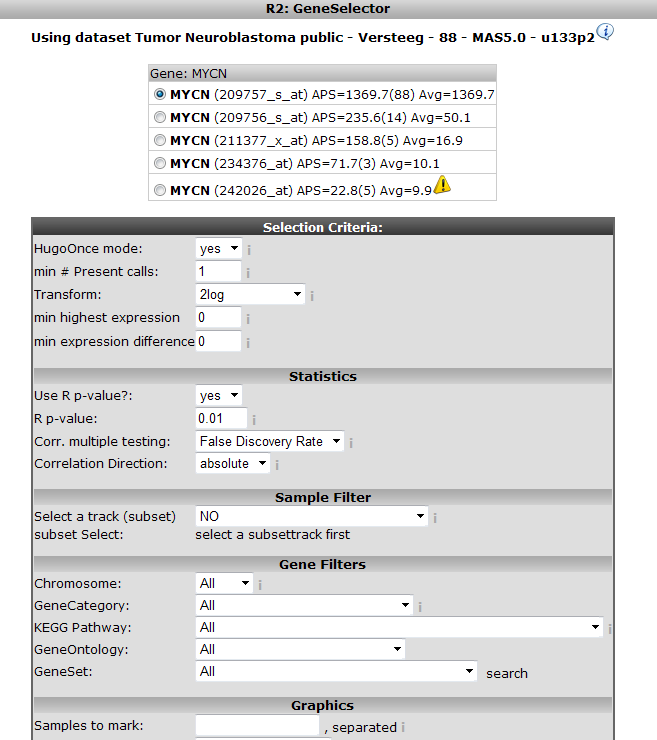 R2: GeneSelector
Using dataset Tumor Neuroblastoma public - Versteeg - 88 - MAS5.0 - u133p2
Gene: MYCN
MYCN (209757_s_at) APS=1369.7(88) Avg=1369.7
MYCN (209756_s_at) APS=235.6(14) Avg=50.1
MYCN (211377_x_at) APS=158.8(5) Avg=16.9
MYCN (234376_at) APS=71.7(3) Avg=10.1
MYCN (242026_at) APS=22.8(5) Avg=9.9
Selection Criteria:
HugoOnce mode: yes i
min # Present calls: 1 i
Transform: 2log i
min highest expression 0 i
min expression difference 0 i
Statistics
Use R p-value?: yes
R p-value: 0.01 i
Corr. multiple testing: False Discovery Rate i
Correlation Direction: absolute i
Sample Filter
Select a track (subset) NO i
subset Select: select a subsettrack first
Gene Filters
Chromosome: All i
GeneCategory: All i
KEGG Pathway: All i
GeneOntology: All
GeneSet: All search
Graphics
Samples to mark: , separated i